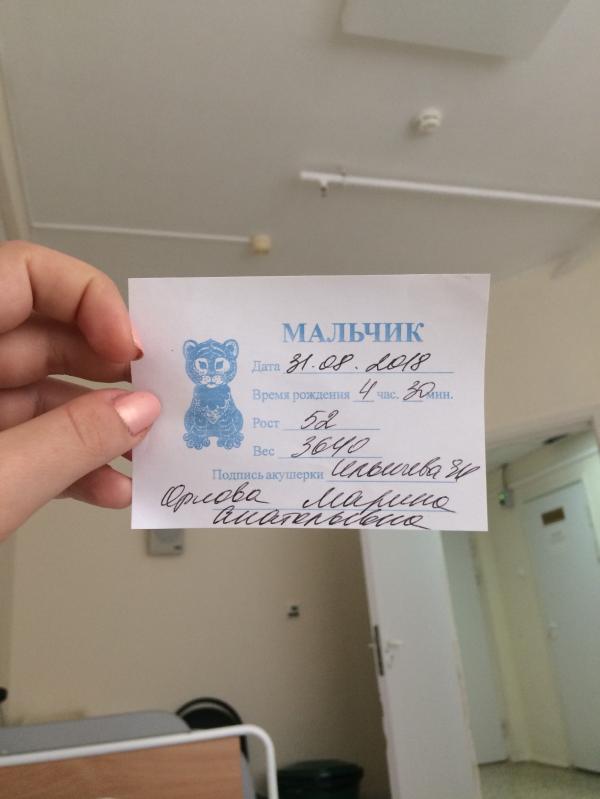 МАЛЬЧИК
Дата 31.08.2018
Время рождения 4 час. 30 мин.
Рост 52
Вес 3640
Подпись акушерки
Орлова Марина
Анатольевна